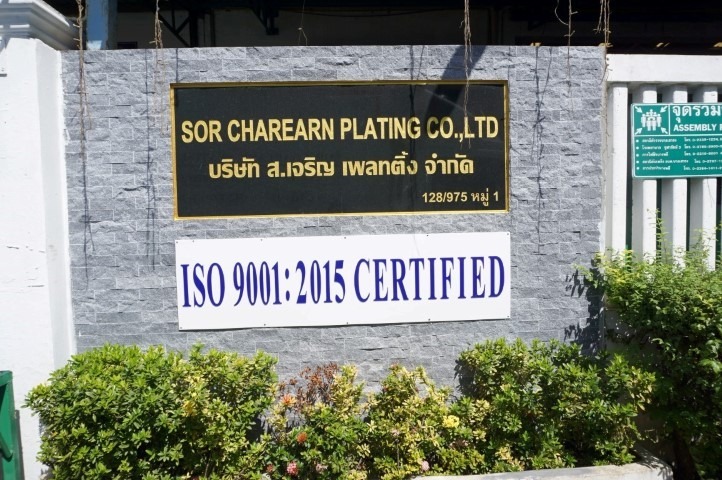 SOR CHAREARN PLATING CO.,LTD
บริษัท ส.เจริญ เพลทติ้ง จำกัด
128/975 หมู่ 1
ISO 9001:2015 CERTIFIED
จุดรวม
ASSEMBLY